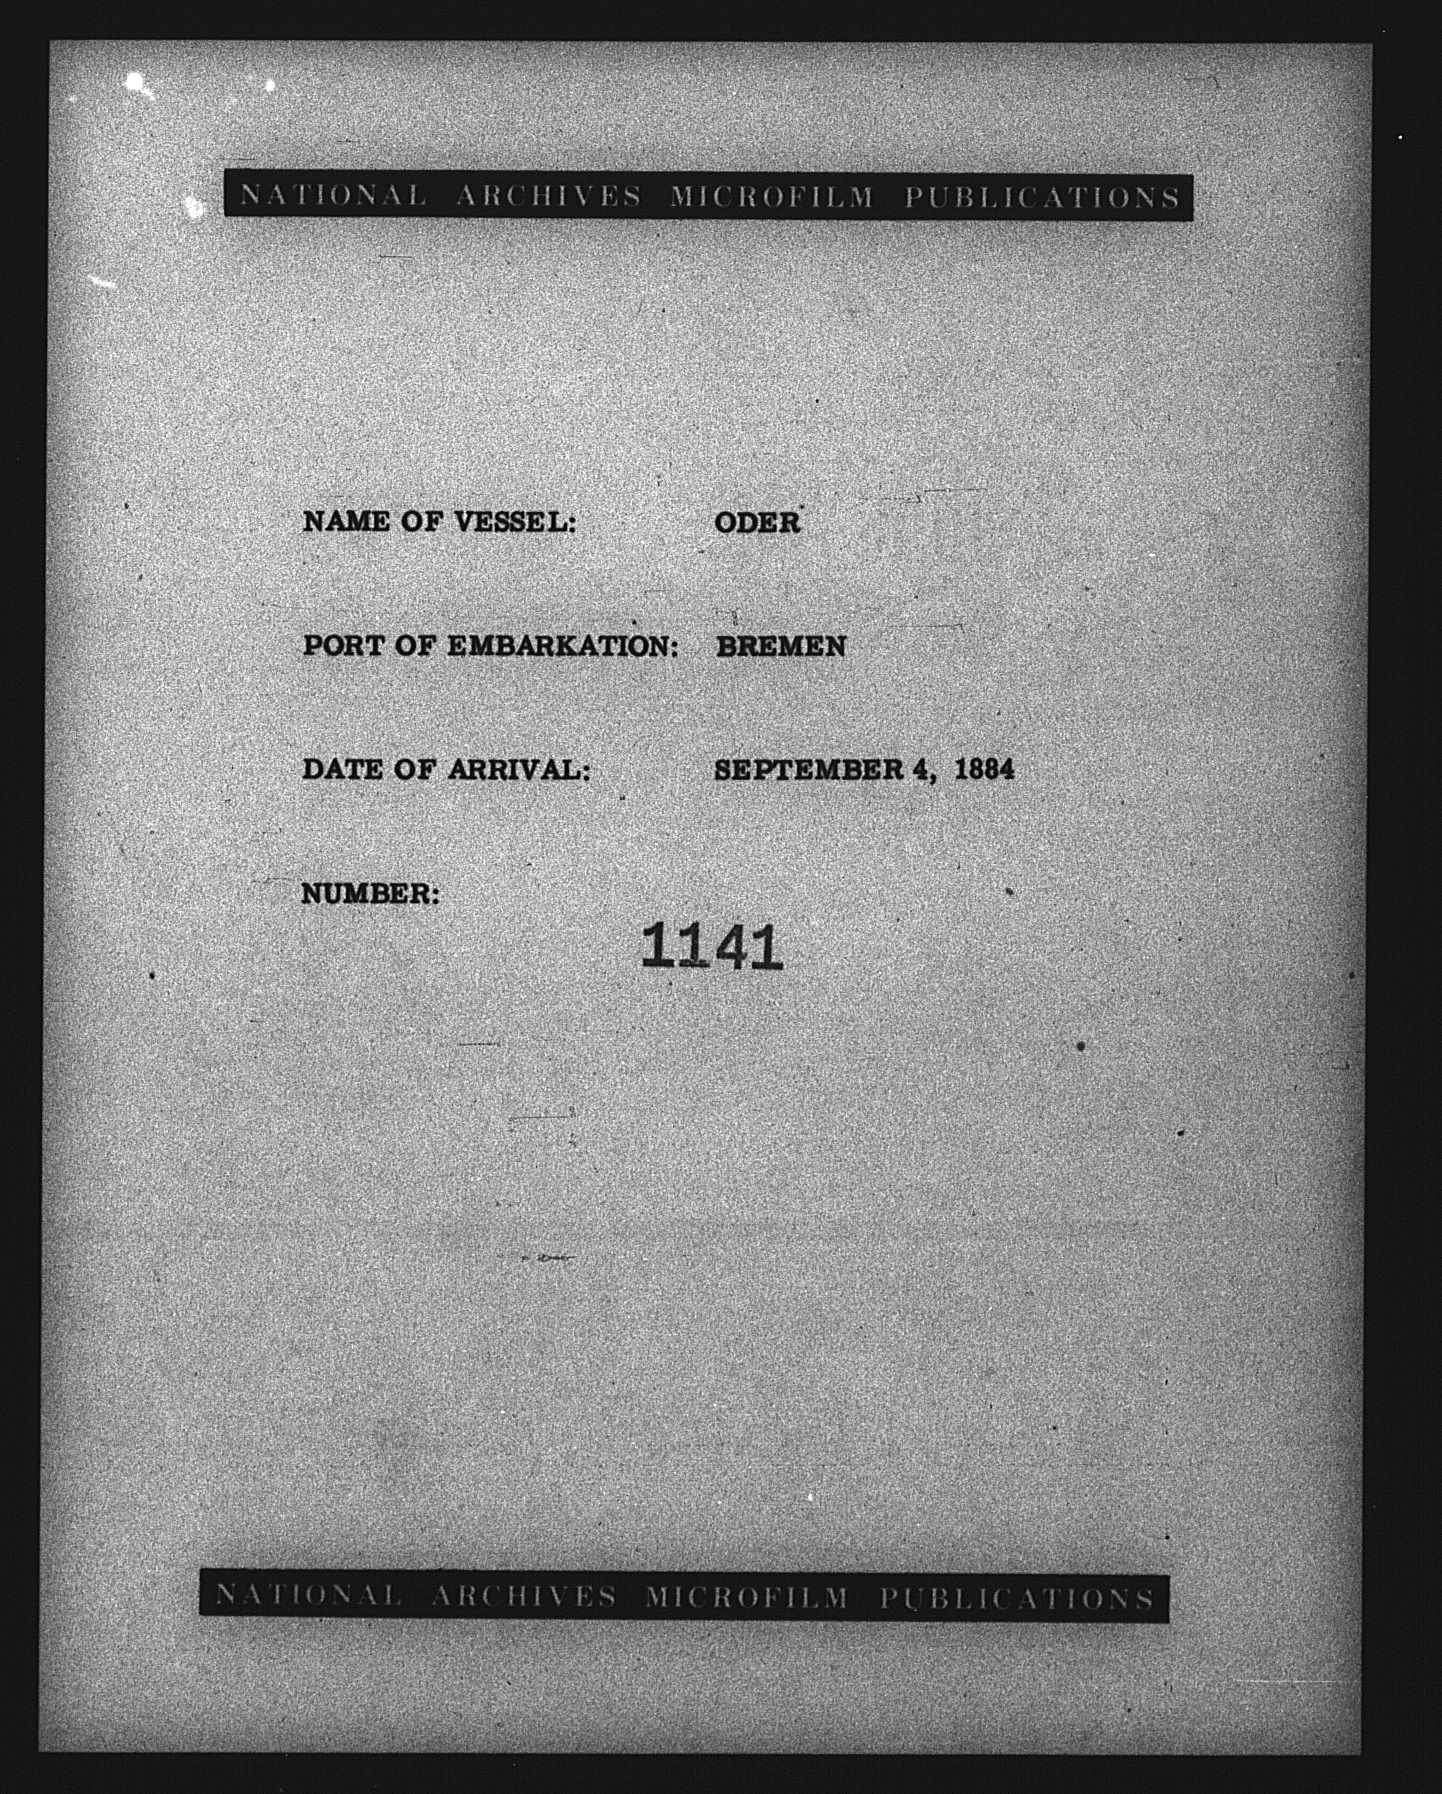 NATIONAL ARCHIVES MICROFILM PUBLICATIONS
NAME OF VESSEL: ODER
PORT OF EMBARKATION: BREMEN
DATE OF ARRIVAL: SEPTEMBER 4, 1884
NUMBER:
1141
NATIONAL ARCHIVES MICROFILM PUBLICATIONS